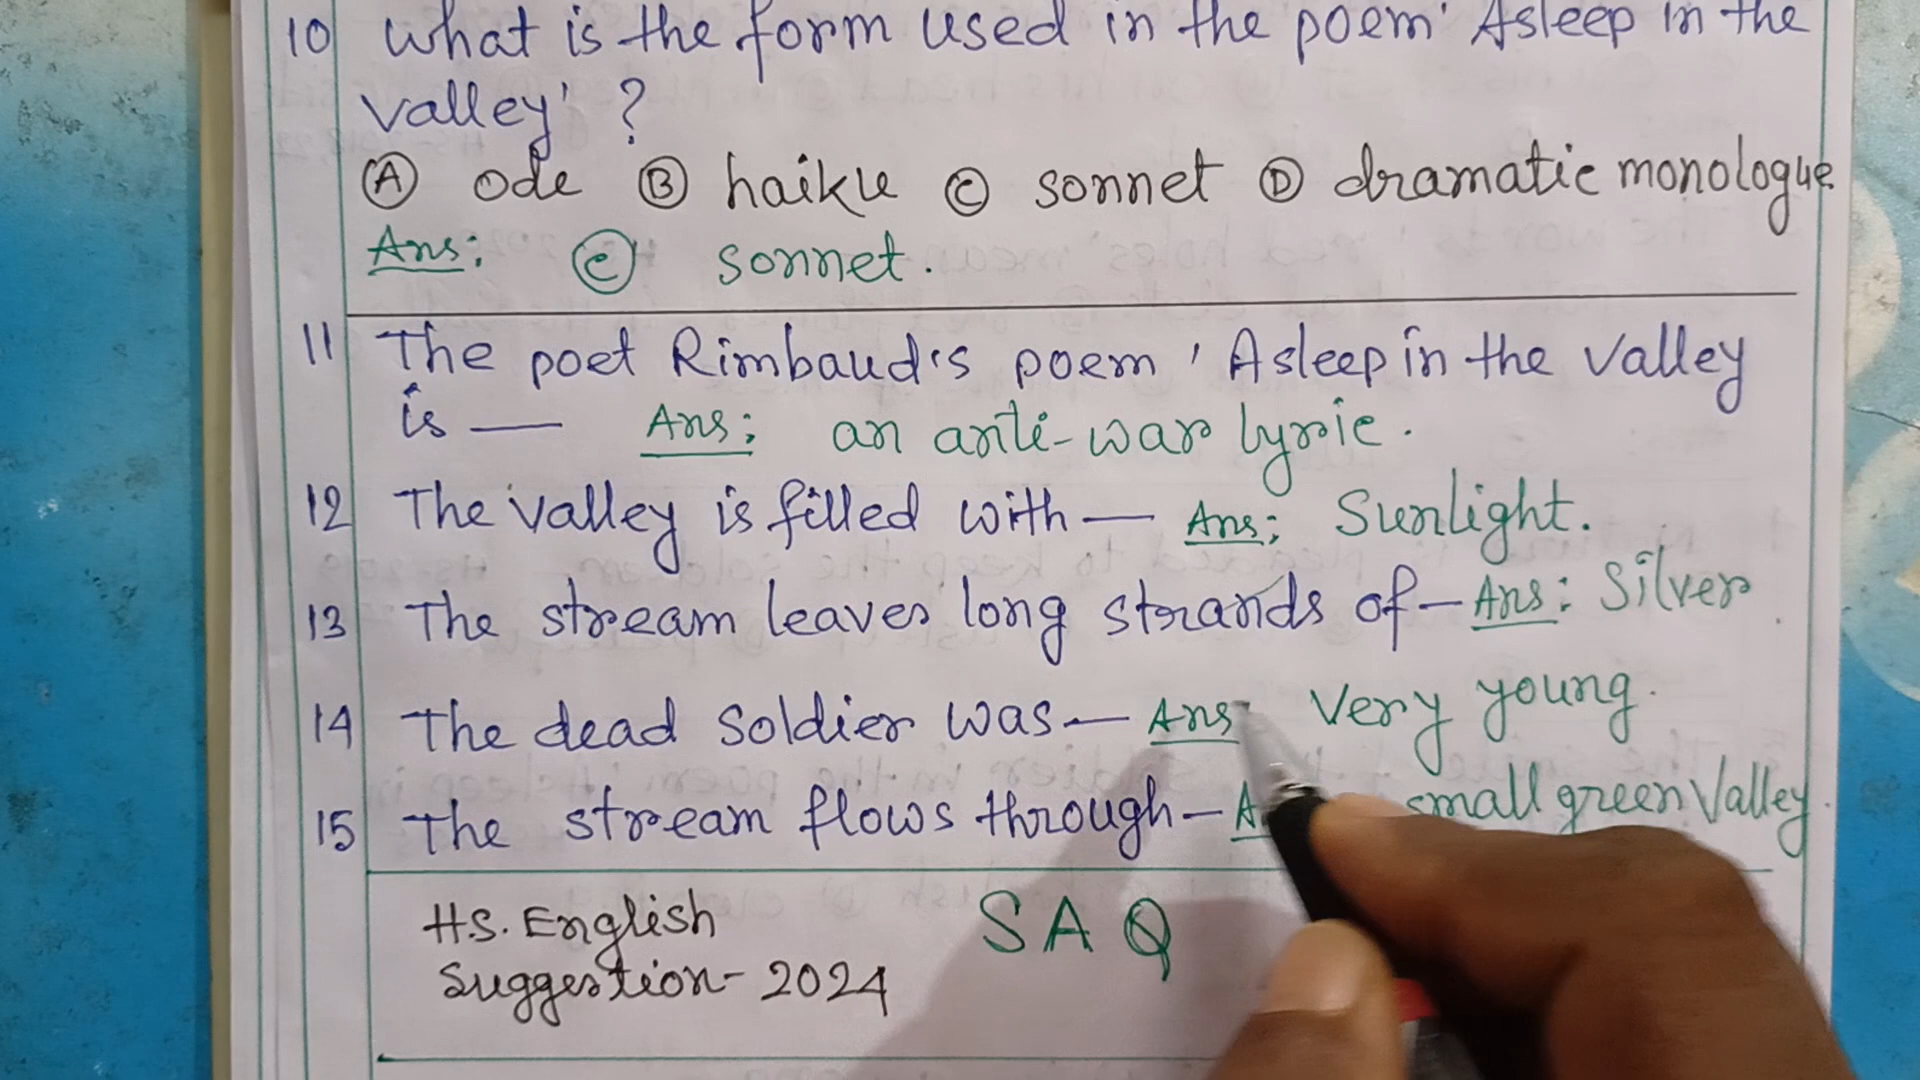 10 What is the form used in the poem 'Asleep in the
valley' ?
(A) ode (B) haiku (C) sonnet (D) dramatic monologue.
Ans: (c) sonnet.
11 The poet Rimbaud's poem 'Asleep in the valley
is — Ans: an anti-war lyric.
12 The valley is filled with — Ans: Sunlight.
13 The stream leaves long strands of — Ans: Silver
14 The dead soldier was — Ans: Very young.
15 The stream flows through — A small green Valley.
H.S. English SAQ
Suggestion - 2024